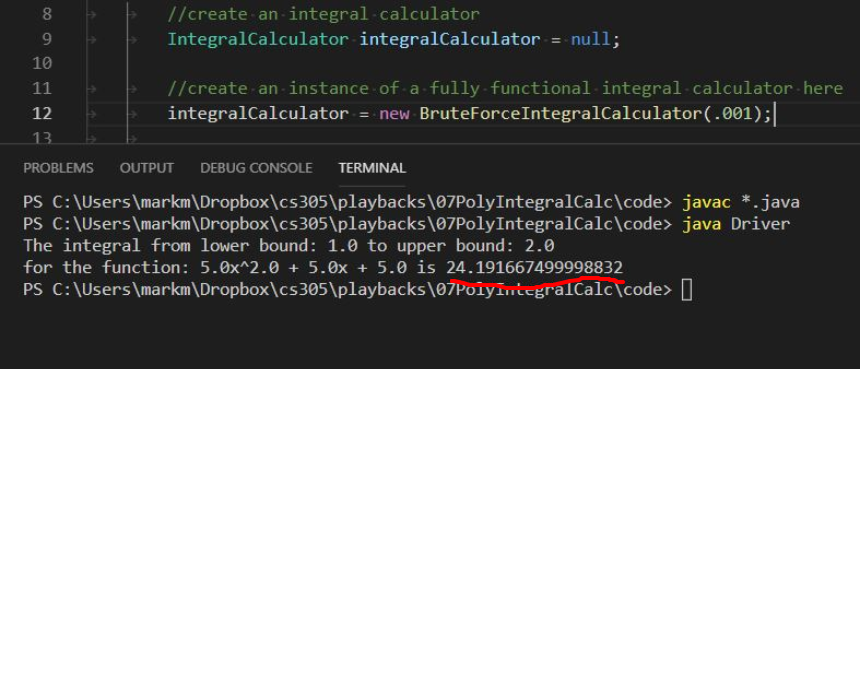 8 //create an integral calculator
9 IntegralCalculator integralCalculator = null;
10
11 //create an instance of a fully functional integral calculator here
12 integralCalculator = new BruteForceIntegralCalculator(.001);
13
PROBLEMS OUTPUT DEBUG CONSOLE TERMINAL
PS C:\Users\markm\Dropbox\cs305\playbacks\07PolyIntegralCalc\code> javac *.java
PS C:\Users\markm\Dropbox\cs305\playbacks\07PolyIntegralCalc\code> java Driver
The integral from lower bound: 1.0 to upper bound: 2.0
for the function: 5.0x^2.0 + 5.0x + 5.0 is 24.191667499998832
PS C:\Users\markm\Dropbox\cs305\playbacks\07PolyIntegralCalc\code>